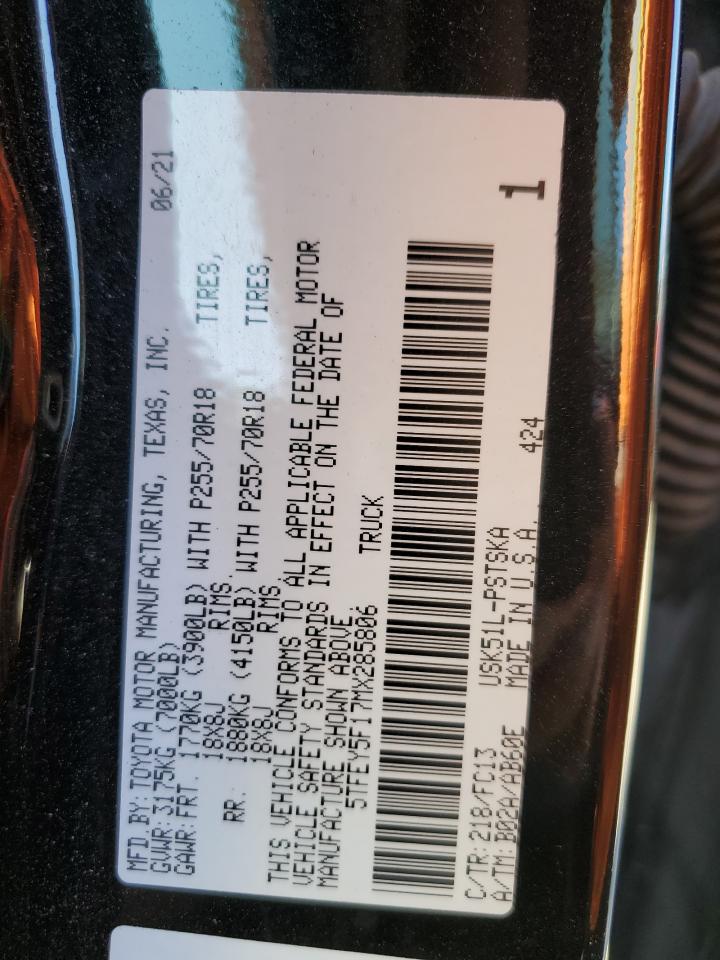 MFD.BY:TOYOTA MOTOR MANUFACTURING, TEXAS, INC. 06/21
GVWR:3175KG (7000LB)
GAWR:FRT. 1770KG (3900LB) WITH P255/70R18 TIRES,
18X8J RIMS.
RR: 1880KG (4150LB) WITH P255/70R18 TIRES,
18X8J RIMS.
THIS VEHICLE CONFORMS TO ALL APPLICABLE FEDERAL MOTOR
VEHICLE SAFETY STANDARDS IN EFFECT ON THE DATE OF
MANUFACTURE SHOWN ABOVE.
5TFEY5F17MX285806 TRUCK
C/TR:218/FC13 USK51L-PSTSKA 424
A/TM:B02A/AB60E MADE IN U.S.A. 1